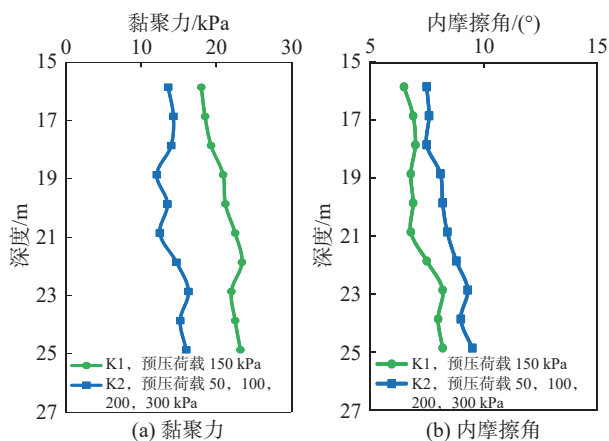 黏聚力/kPa
0 10 20 30
15
17
19
21
23
25
27
深度/m
K1，预压荷载 150 kPa
K2，预压荷载 50，100，
200，300 kPa
(a) 黏聚力
内摩擦角/(°)
5 10 15
15
17
19
21
23
25
27
深度/m
K1，预压荷载 150 kPa
K2，预压荷载 50，100，
200，300 kPa
(b) 内摩擦角